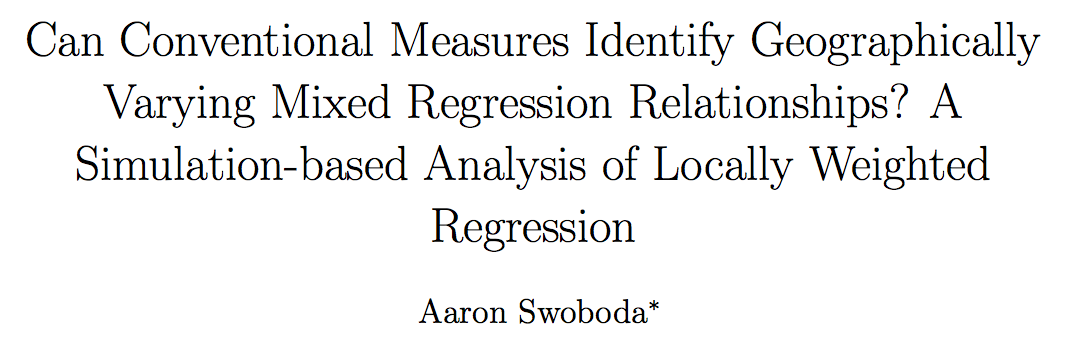 Can Conventional Measures Identify Geographically
Varying Mixed Regression Relationships? A
Simulation-based Analysis of Locally Weighted
Regression
Aaron Swoboda*